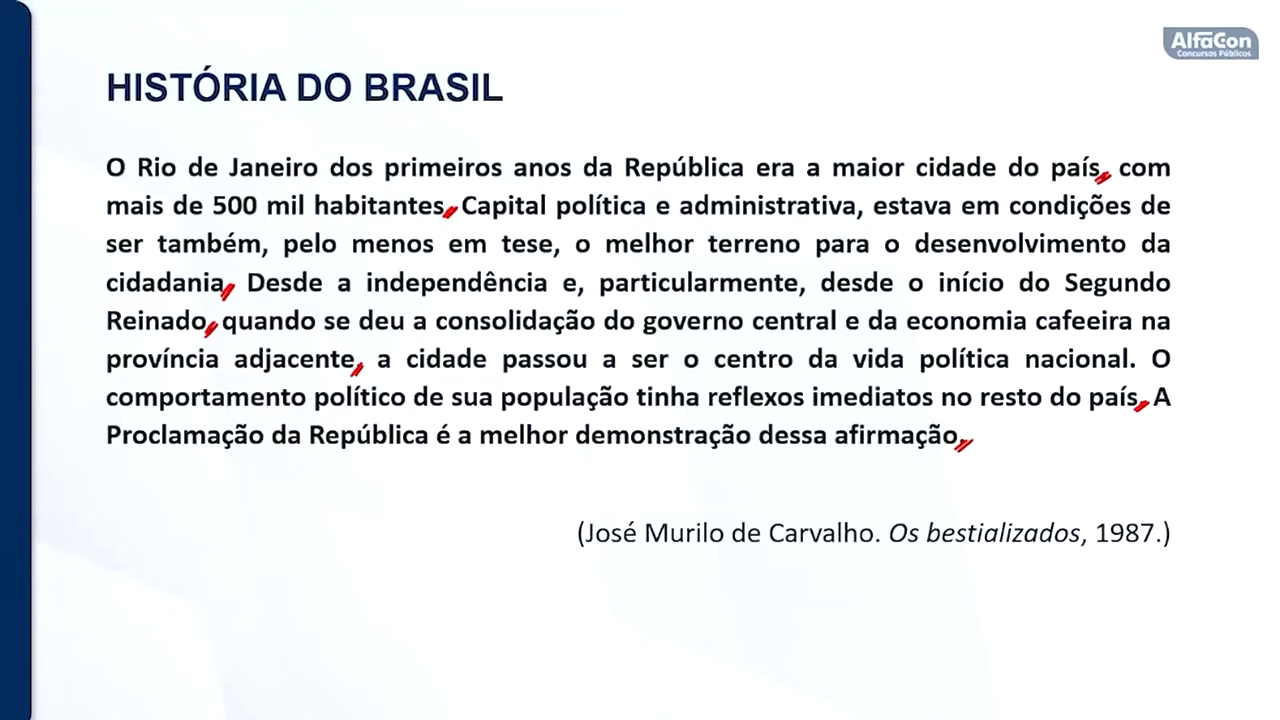 AlfaCon
Concursos Públicos
HISTÓRIA DO BRASIL
O Rio de Janeiro dos primeiros anos da República era a maior cidade do país, com
mais de 500 mil habitantes. Capital política e administrativa, estava em condições de
ser também, pelo menos em tese, o melhor terreno para o desenvolvimento da
cidadania. Desde a independência e, particularmente, desde o início do Segundo
Reinado, quando se deu a consolidação do governo central e da economia cafeeira na
província adjacente, a cidade passou a ser o centro da vida política nacional. O
comportamento político de sua população tinha reflexos imediatos no resto do país. A
Proclamação da República é a melhor demonstração dessa afirmação.
(José Murilo de Carvalho. Os bestializados, 1987.)